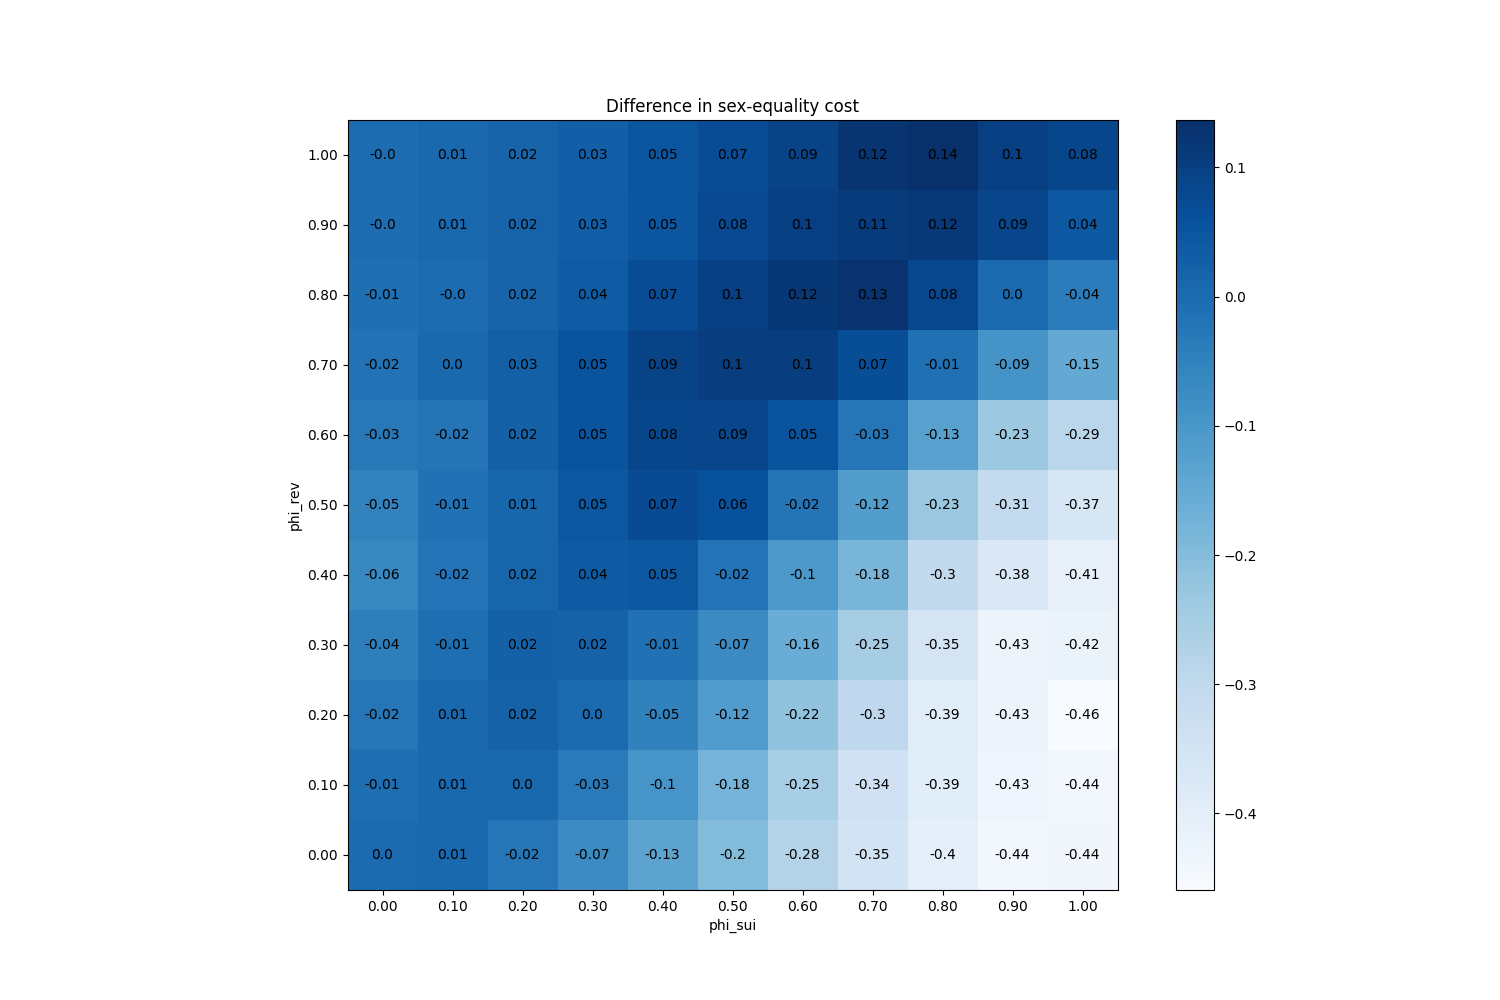 Difference in sex-equality cost
1.00 -0.0 0.01 0.02 0.03 0.05 0.07 0.09 0.12 0.14 0.1 0.08
0.90 -0.0 0.01 0.02 0.03 0.05 0.08 0.1 0.11 0.12 0.09 0.04
0.80 -0.01 -0.0 0.02 0.04 0.07 0.1 0.12 0.13 0.08 0.0 -0.04
0.70 -0.02 0.0 0.03 0.05 0.09 0.1 0.1 0.07 -0.01 -0.09 -0.15
0.60 -0.03 -0.02 0.02 0.05 0.08 0.09 0.05 -0.03 -0.13 -0.23 -0.29
0.50 -0.05 -0.01 0.01 0.05 0.07 0.06 -0.02 -0.12 -0.23 -0.31 -0.37
0.40 -0.06 -0.02 0.02 0.04 0.05 -0.02 -0.1 -0.18 -0.3 -0.38 -0.41
0.30 -0.04 -0.01 0.02 0.02 -0.01 -0.07 -0.16 -0.25 -0.35 -0.43 -0.42
0.20 -0.02 0.01 0.02 0.0 -0.05 -0.12 -0.22 -0.3 -0.39 -0.43 -0.46
0.10 -0.01 0.01 0.0 -0.03 -0.1 -0.18 -0.25 -0.34 -0.39 -0.43 -0.44
0.00 0.0 0.01 -0.02 -0.07 -0.13 -0.2 -0.28 -0.35 -0.4 -0.44 -0.44
0.00 0.10 0.20 0.30 0.40 0.50 0.60 0.70 0.80 0.90 1.00
phi_sui
phi_rev
0.1
0.0
−0.1
−0.2
−0.3
−0.4